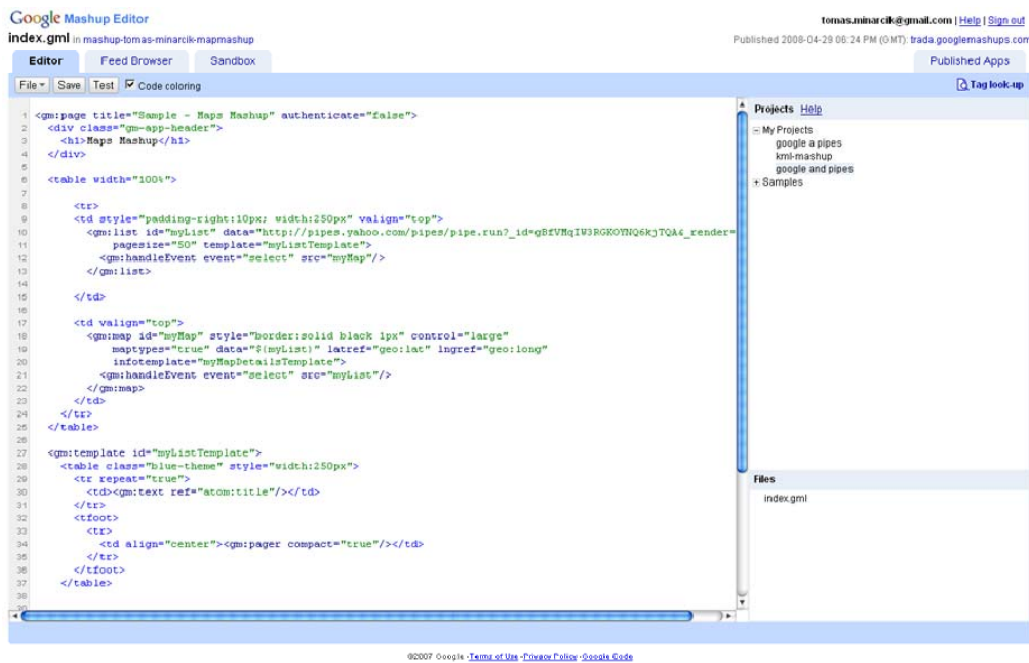 Google Mashup Editor
tomas.minarcik@gmail.com | Help | Sign out
index.gml in mashup-tomas-minarcik-mapmashup
Published 2008-04-29 06:24 PM (GMT): trada.googlemashups.com
Editor Feed Browser Sandbox Published Apps
File Save Test Code coloring Tag look-up
1 <gm:page title="Sample - Maps Mashup" authenticate="false">
2 <div class="gm-app-header">
3 <h1>Maps Mashup</h1>
4 </div>
5
6 <table width="100%">
7
8 <tr>
9 <td style="padding-right:10px; width:250px" valign="top">
10 <gm:list id="myList" data="http://pipes.yahoo.com/pipes/pipe.run?_id=gBfVMqIW3RGKOYNQ6kjTQA&_render=
11 pagesize="50" template="myListTemplate">
12 <gm:handleEvent event="select" src="myMap"/>
13 </gm:list>
14
15 </td>
16
17 <td valign="top">
18 <gm:map id="myMap" style="border:solid black 1px" control="large"
19 maptypes="true" data="${myList}" latref="geo:lat" lngref="geo:long"
20 infotemplate="myMapDetailsTemplate">
21 <gm:handleEvent event="select" src="myList"/>
22 </gm:map>
23 </td>
24 </tr>
25 </table>
26
27 <gm:template id="myListTemplate">
28 <table class="blue-theme" style="width:250px">
29 <tr repeat="true">
30 <td><gm:text ref="atom:title"/></td>
31 </tr>
32 <tfoot>
33 <tr>
34 <td align="center"><gm:pager compact="true"/></td>
35 </tr>
36 </tfoot>
37 </table>
38
39
Projects Help
My Projects
google a pipes
kml-mashup
google and pipes
Samples
Files
index.gml
©2007 Google - Terms of Use - Privacy Policy - Google Code